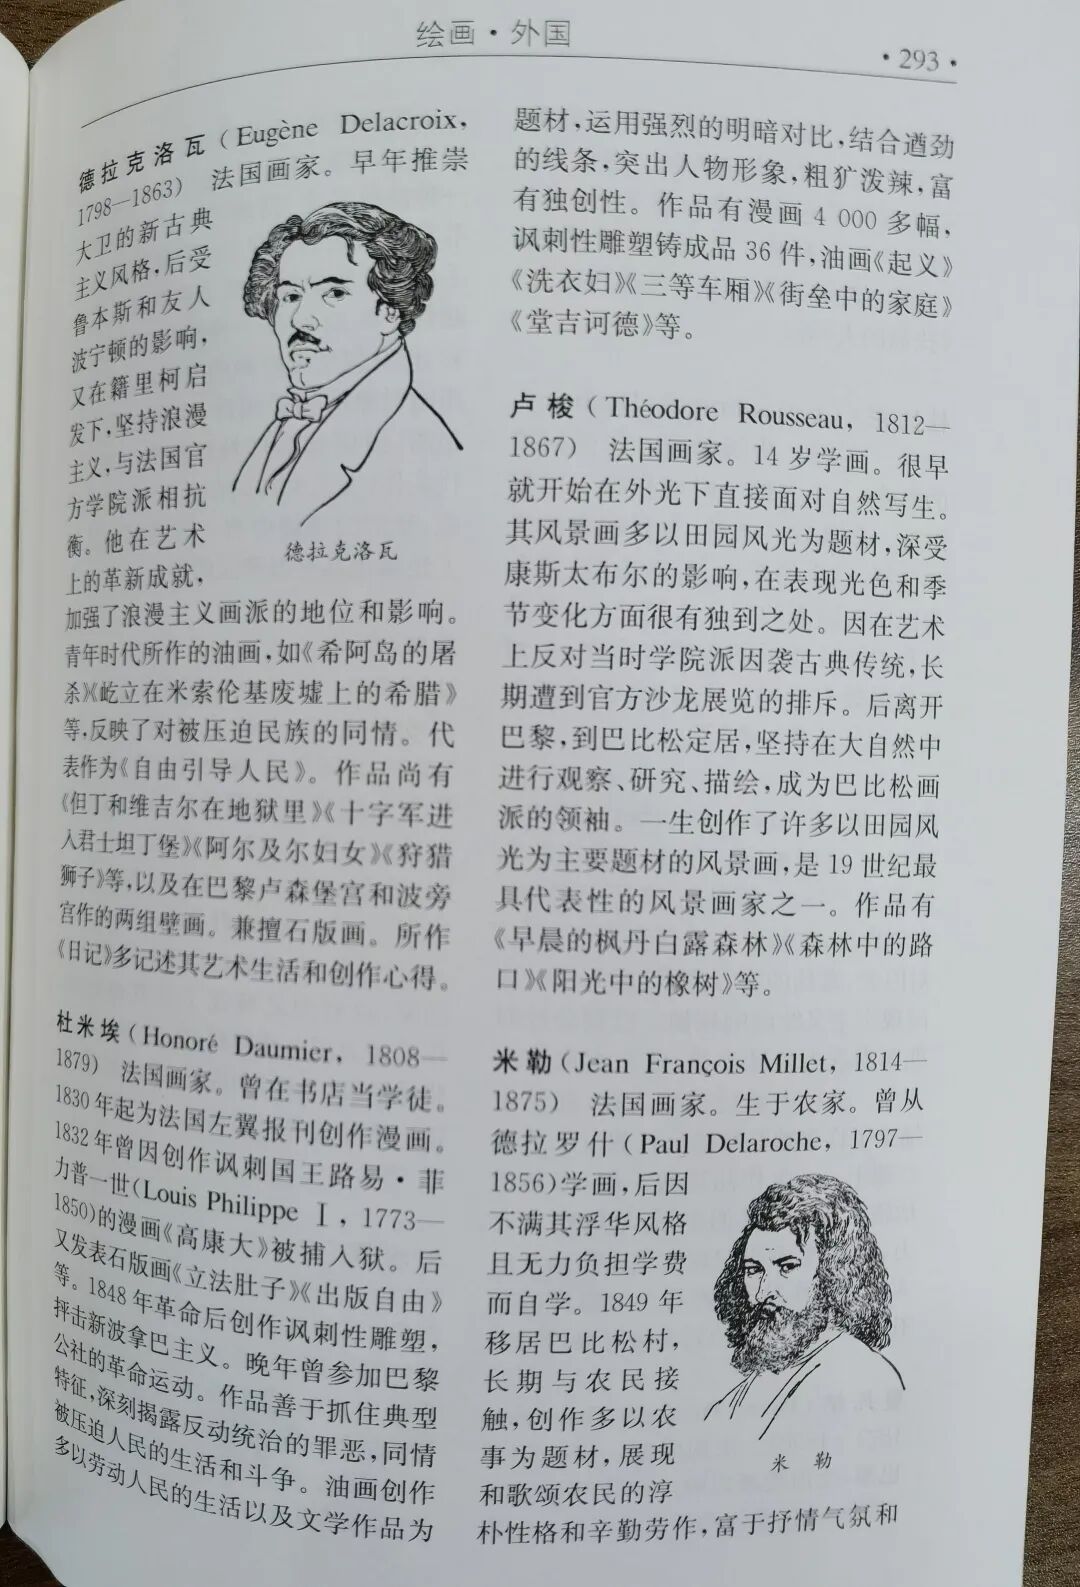 绘画·外国
·293·
德拉克洛瓦(Eugène Delacroix,
1798—1863) 法国画家。早年推崇
大卫的新古典
主义风格,后受
鲁本斯和友人
波宁顿的影响,
又在籍里柯启
发下,坚持浪漫
主义,与法国官
方学院派相抗
衡。他在艺术
上的革新成就,
德拉克洛瓦
加强了浪漫主义画派的地位和影响。
青年时代所作的油画,如《希阿岛的屠
杀》《屹立在米索伦基废墟上的希腊》
等,反映了对被压迫民族的同情。代
表作为《自由引导人民》。作品尚有
《但丁和维吉尔在地狱里》《十字军进
入君士坦丁堡》《阿尔及尔妇女》《狩猎
狮子》等,以及在巴黎卢森堡宫和波旁
宫作的两组壁画。兼擅石版画。所作
《日记》多记述其艺术生活和创作心得。
杜米埃(Honoré Daumier, 1808—
1879) 法国画家。曾在书店当学徒。
1830年起为法国左翼报刊创作漫画。
1832年曾因创作讽刺国王路易·菲
力普一世(Louis Philippe Ⅰ, 1773—
1850)的漫画《高康大》被捕入狱。后
又发表石版画《立法肚子》《出版自由》
等。1848年革命后创作讽刺性雕塑,
抨击新波拿巴主义。晚年曾参加巴黎
公社的革命运动。作品善于抓住典型
特征,深刻揭露反动统治的罪恶,同情
被压迫人民的生活和斗争。油画创作
多以劳动人民的生活以及文学作品为
题材,运用强烈的明暗对比,结合遒劲
的线条,突出人物形象,粗犷泼辣,富
有独创性。作品有漫画4 000多幅,
讽刺性雕塑铸成品36件,油画《起义》
《洗衣妇》《三等车厢》《街垒中的家庭》
《堂吉诃德》等。
卢梭(Théodore Rousseau, 1812—
1867) 法国画家。14岁学画。很早
就开始在外光下直接面对自然写生。
其风景画多以田园风光为题材,深受
康斯太布尔的影响,在表现光色和季
节变化方面很有独到之处。因在艺术
上反对当时学院派因袭古典传统,长
期遭到官方沙龙展览的排斥。后离开
巴黎,到巴比松定居,坚持在大自然中
进行观察、研究、描绘,成为巴比松画
派的领袖。一生创作了许多以田园风
光为主要题材的风景画,是19世纪最
具代表性的风景画家之一。作品有
《早晨的枫丹白露森林》《森林中的路
口》《阳光中的橡树》等。
米勒(Jean François Millet, 1814—
1875) 法国画家。生于农家。曾从
德拉罗什(Paul Delaroche, 1797—
1856)学画,后因
不满其浮华风格
且无力负担学费
而自学。1849年
移居巴比松村,
长期与农民接
触,创作多以农
事为题材,展现
和歌颂农民的淳
米 勒
朴性格和辛勤劳作,富于抒情气氛和